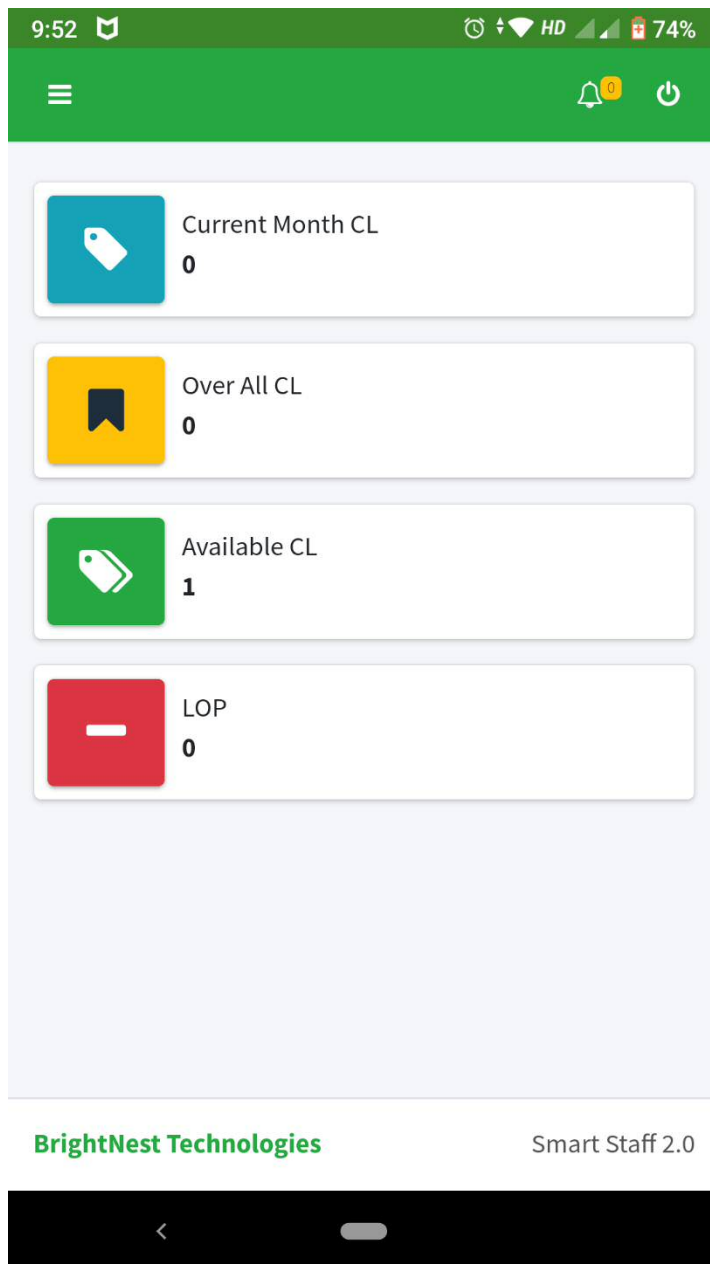 9:52 HD 74%
0
Current Month CL
0
Over All CL
0
Available CL
1
LOP
0
BrightNest Technologies Smart Staff 2.0